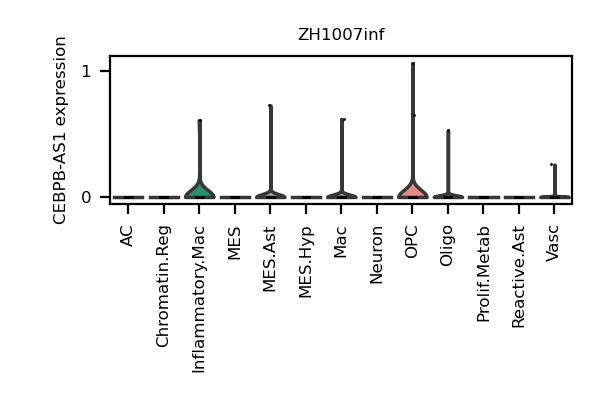 ZH1007inf
CEBPB-AS1 expression
1
0
AC
Chromatin.Reg
Inflammatory.Mac
MES
MES.Ast
MES.Hyp
Mac
Neuron
OPC
Oligo
Prolif.Metab
Reactive.Ast
Vasc